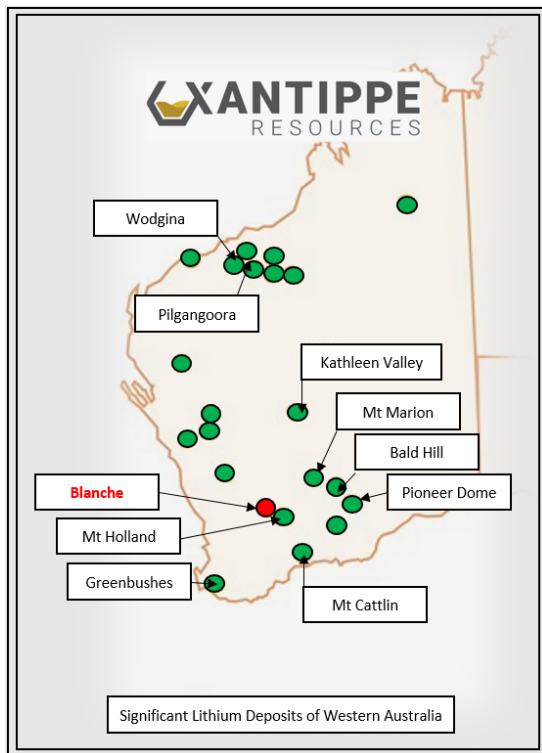 XANTIPPE
RESOURCES
Wodgina
Pilgangoora
Kathleen Valley
Mt Marion
Bald Hill
Blanche
Pioneer Dome
Mt Holland
Greenbushes
Mt Cattlin
Significant Lithium Deposits of Western Australia